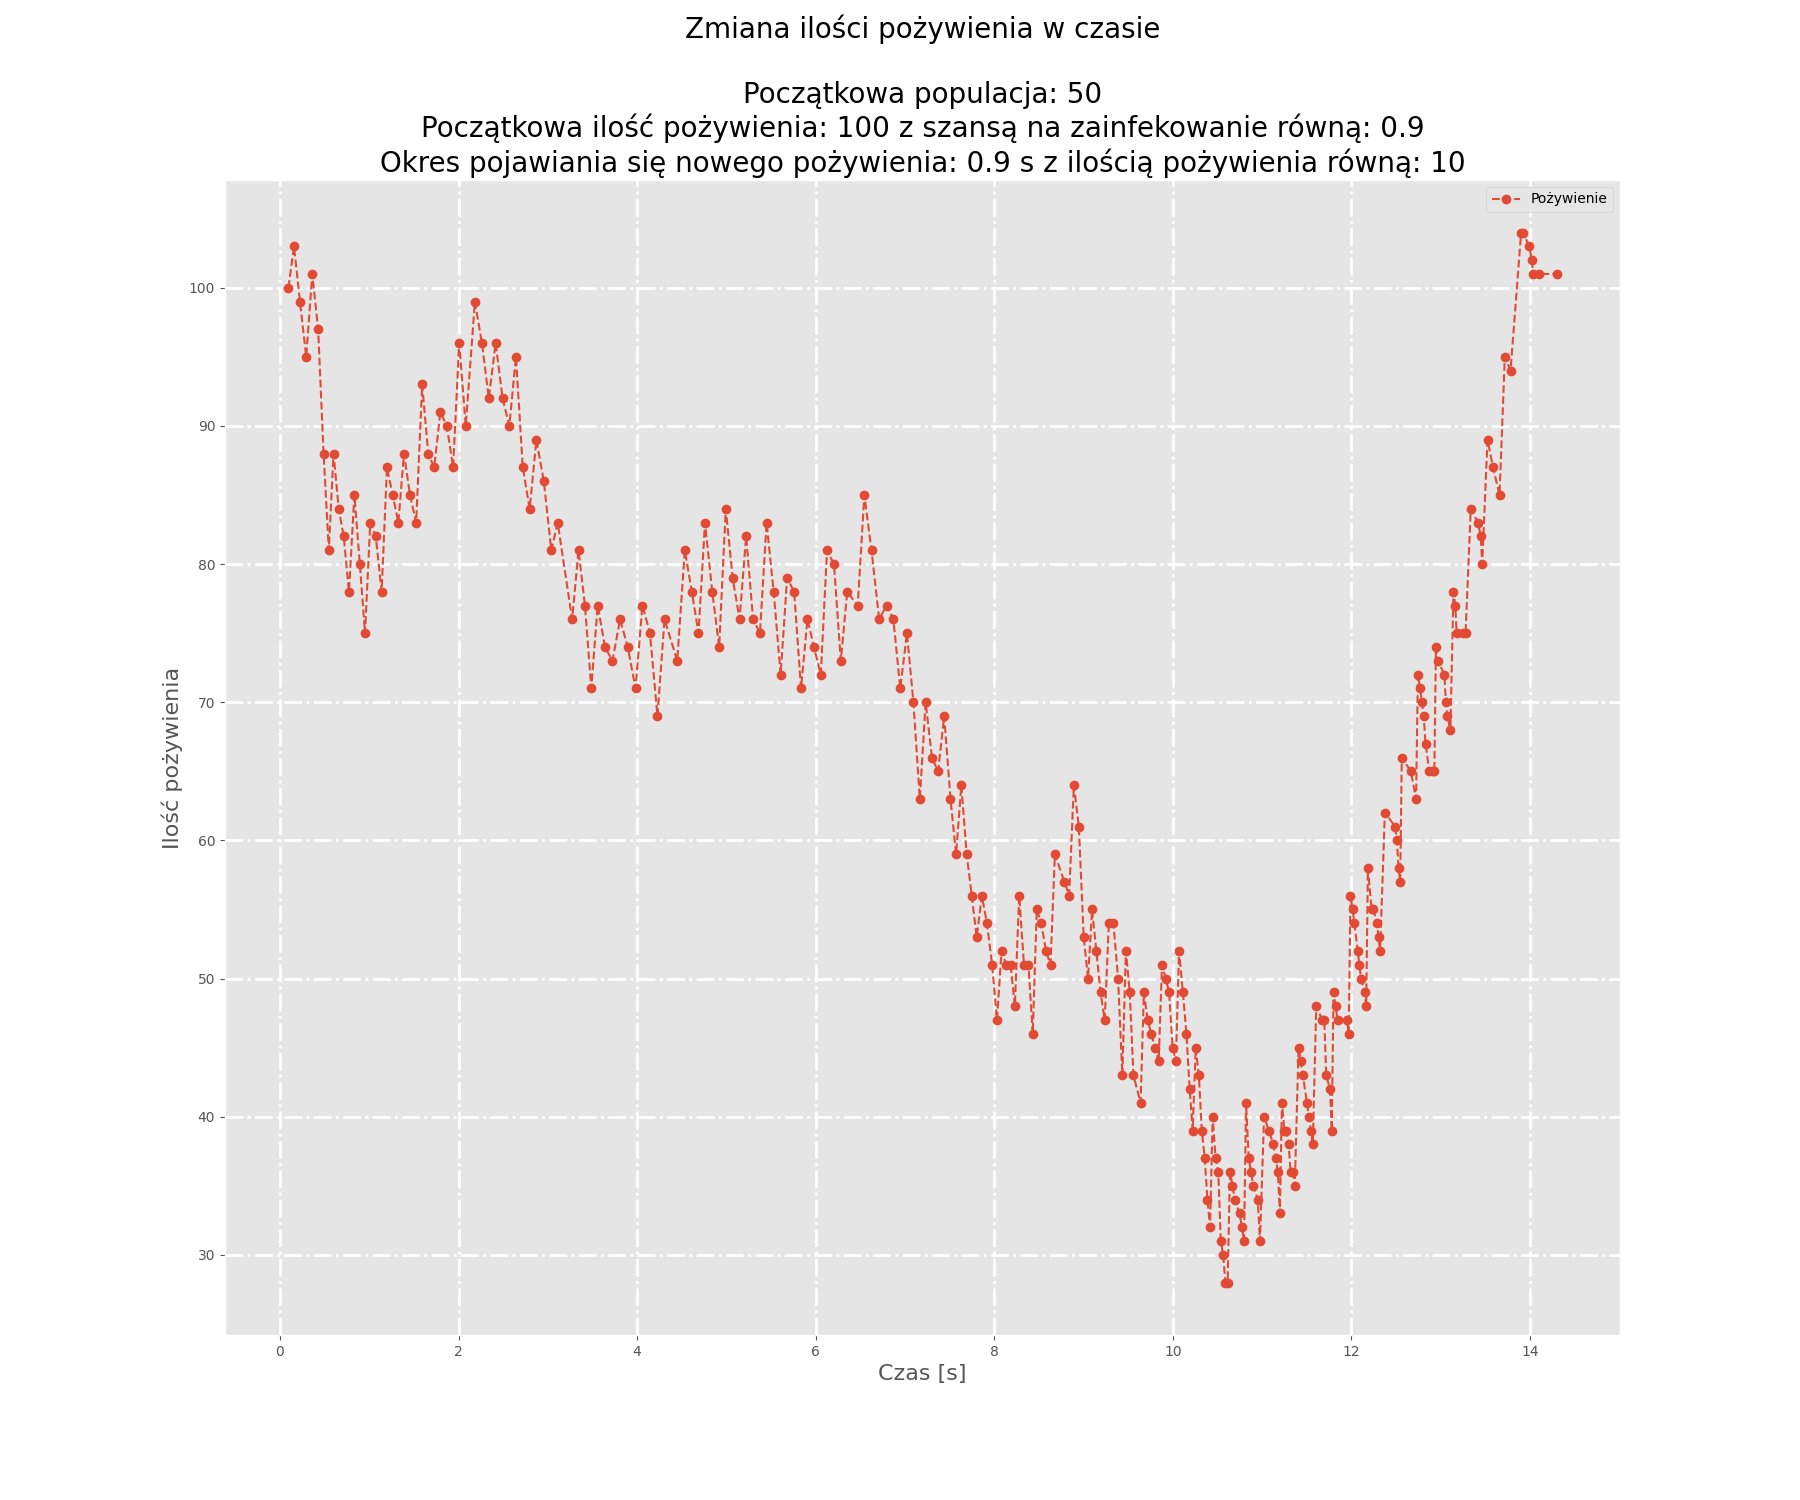 Zmiana ilości pożywienia w czasie
Początkowa populacja: 50
Początkowa ilość pożywienia: 100 z szansą na zainfekowanie równą: 0.9
Okres pojawiania się nowego pożywienia: 0.9 s z ilością pożywienia równą: 10
Pożywienie
100
90
80
70
60
50
40
30
Ilość pożywienia
0 2 4 6 8 10 12 14
Czas [s]